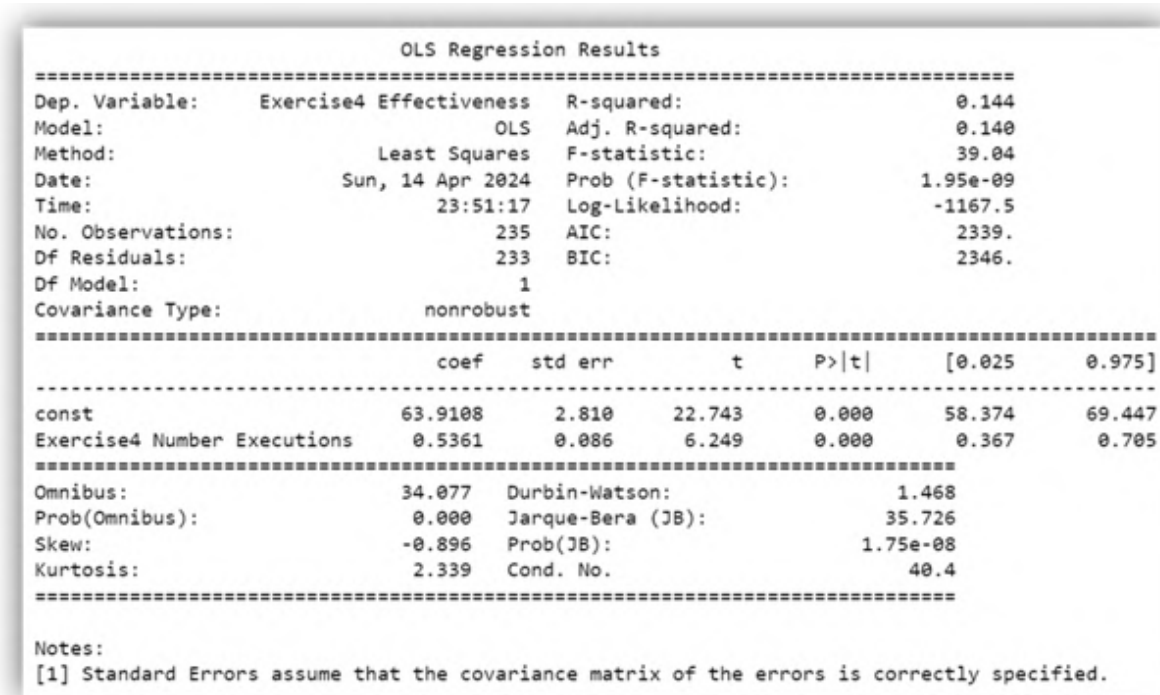 OLS Regression Results
==============================================================================
Dep. Variable: Exercise4 Effectiveness R-squared: 0.144
Model: OLS Adj. R-squared: 0.140
Method: Least Squares F-statistic: 39.04
Date: Sun, 14 Apr 2024 Prob (F-statistic): 1.95e-09
Time: 23:51:17 Log-Likelihood: -1167.5
No. Observations: 235 AIC: 2339.
Df Residuals: 233 BIC: 2346.
Df Model: 1
Covariance Type: nonrobust
==============================================================================
coef std err t P>|t| [0.025 0.975]
------------------------------------------------------------------------------
const 63.9108 2.810 22.743 0.000 58.374 69.447
Exercise4 Number Executions 0.5361 0.086 6.249 0.000 0.367 0.705
==============================================================================
Omnibus: 34.077 Durbin-Watson: 1.468
Prob(Omnibus): 0.000 Jarque-Bera (JB): 35.726
Skew: -0.896 Prob(JB): 1.75e-08
Kurtosis: 2.339 Cond. No. 40.4
==============================================================================
Notes:
[1] Standard Errors assume that the covariance matrix of the errors is correctly specified.